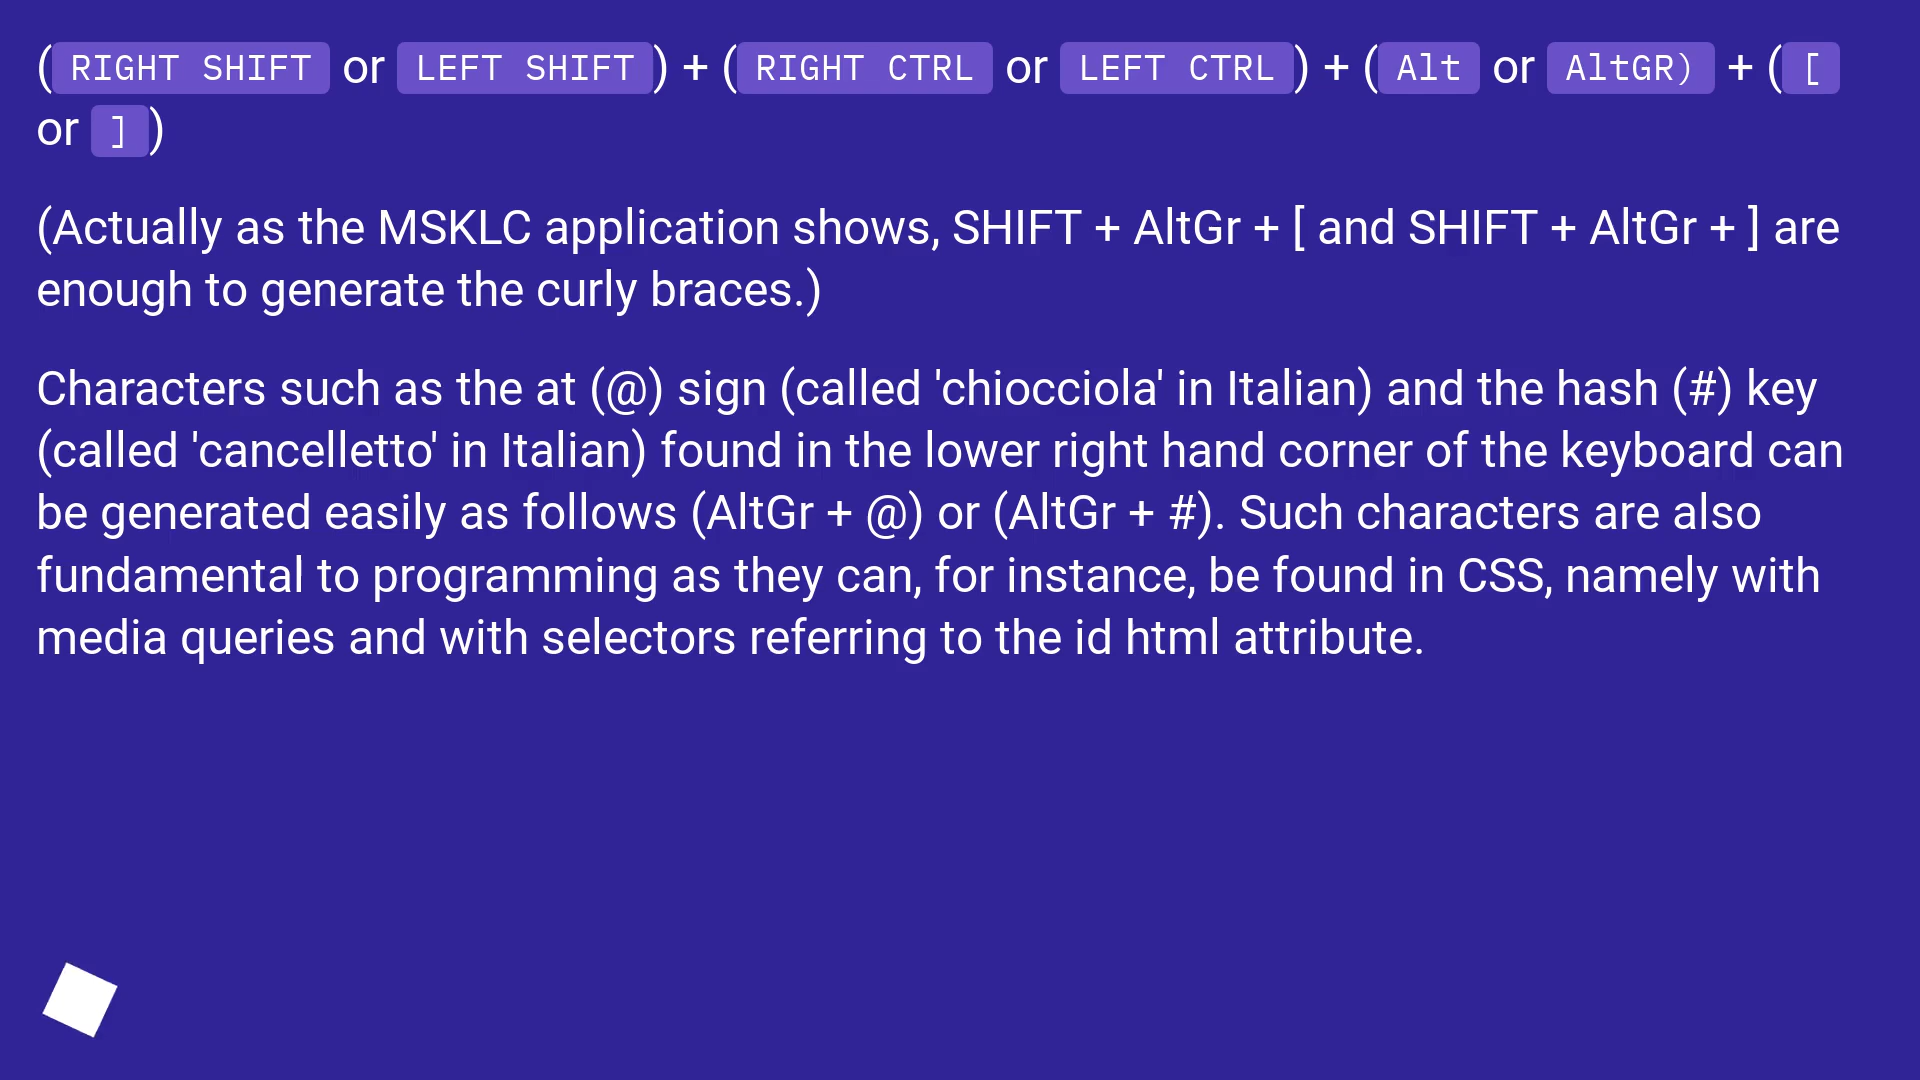 (RIGHT SHIFT or LEFT SHIFT) + (RIGHT CTRL or LEFT CTRL) + (Alt or AltGR) + ([
or ])
(Actually as the MSKLC application shows, SHIFT + AltGr + [ and SHIFT + AltGr + ] are
enough to generate the curly braces.)
Characters such as the at (@) sign (called 'chiocciola' in Italian) and the hash (#) key
(called 'cancelletto' in Italian) found in the lower right hand corner of the keyboard can
be generated easily as follows (AltGr + @) or (AltGr + #). Such characters are also
fundamental to programming as they can, for instance, be found in CSS, namely with
media queries and with selectors referring to the id html attribute.